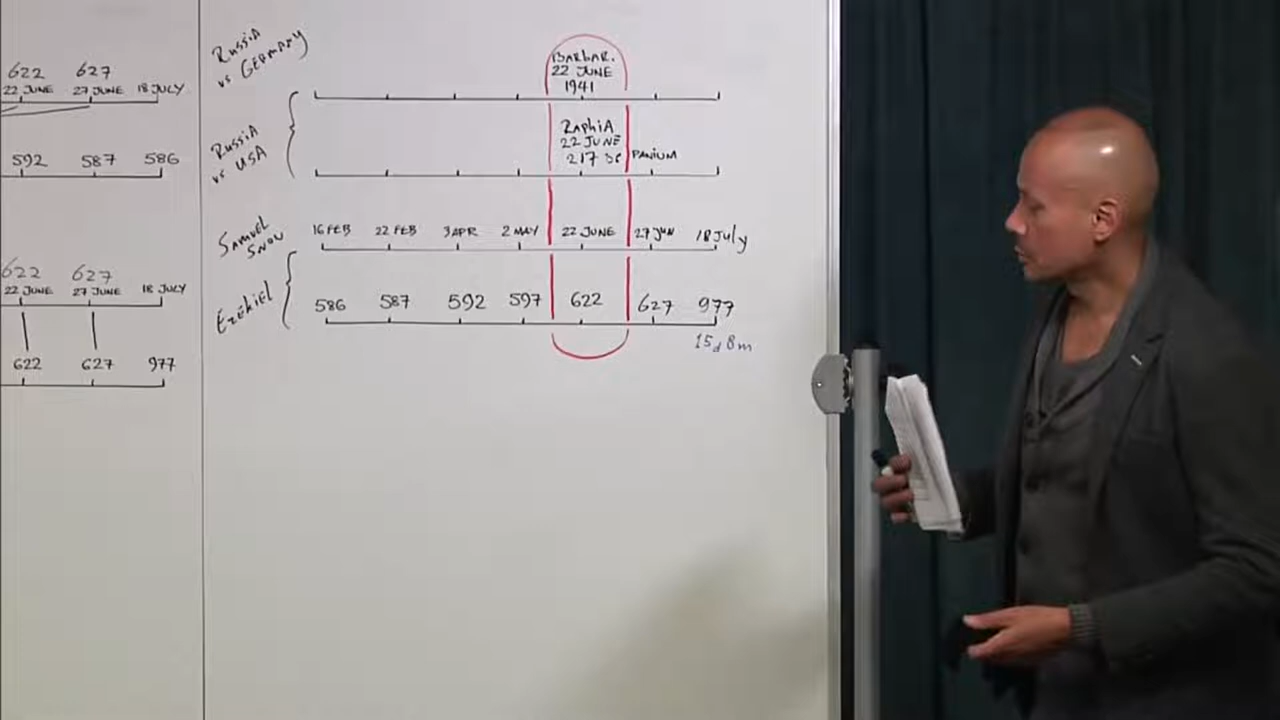 622 627
22 JUNE 27 JUNE 18 JULY
592 587 586
622 627
22 JUNE 27 JUNE 18 JULY
622 627 977
Russia
vs GERMANY
BARBAR.
22 JUNE
1941
Russia
vs USA
RAPHIA
22 JUNE
217 BC PANIUM
SAMUEL
SNOW
16 FEB 22 FEB 3 APR 2 MAY 22 JUNE 27 JUN 18 July
Ezekiel
586 587 592 597 622 627 977
15d 8m